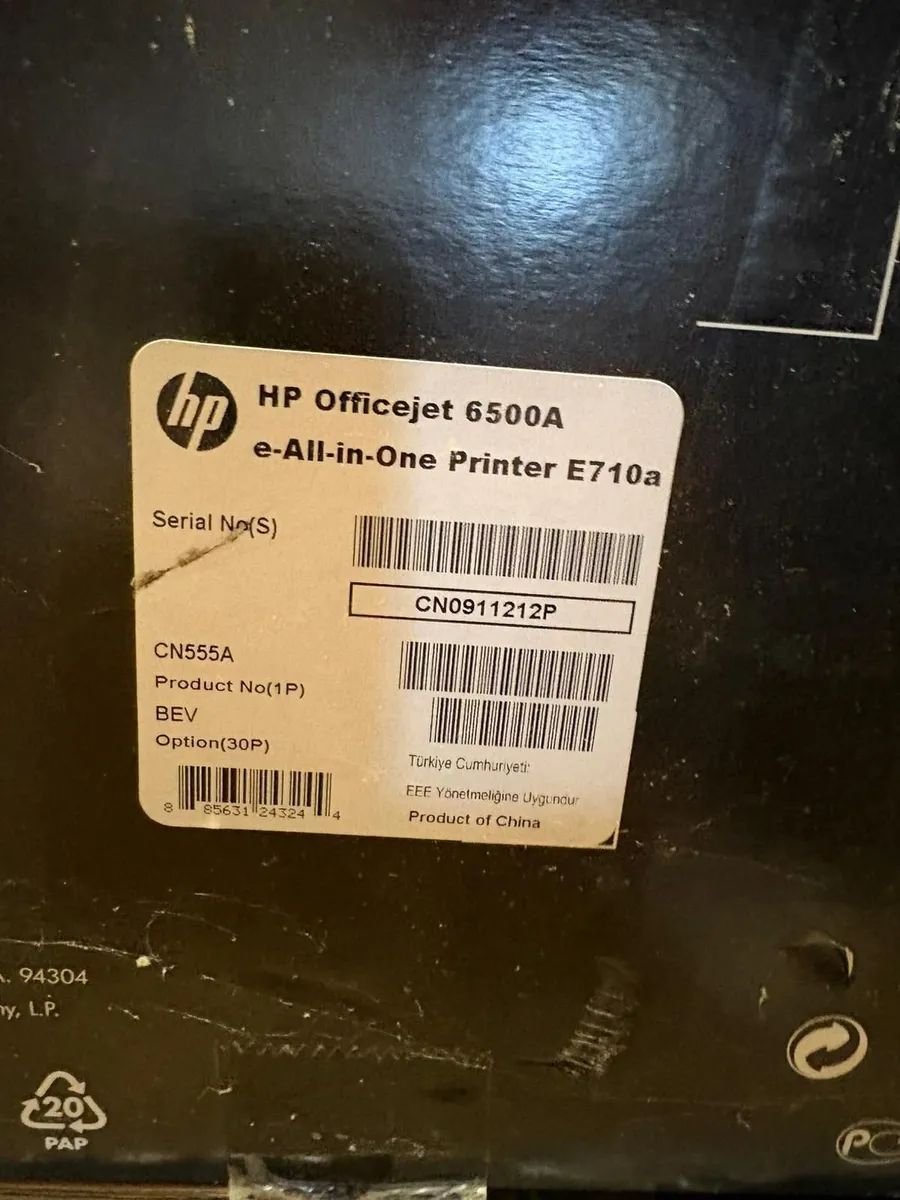 hp
HP Officejet 6500A
e-All-in-One Printer E710a
Serial No(S)
CN0911212P
CN555A
Product No(1P)
BEV
Option(30P)
8 85631 24324 4
Türkiye Cumhuriyeti:
EEE Yönetmeliğine Uygundur
Product of China
. 94304
ny, L.P.
20
PAP
PC